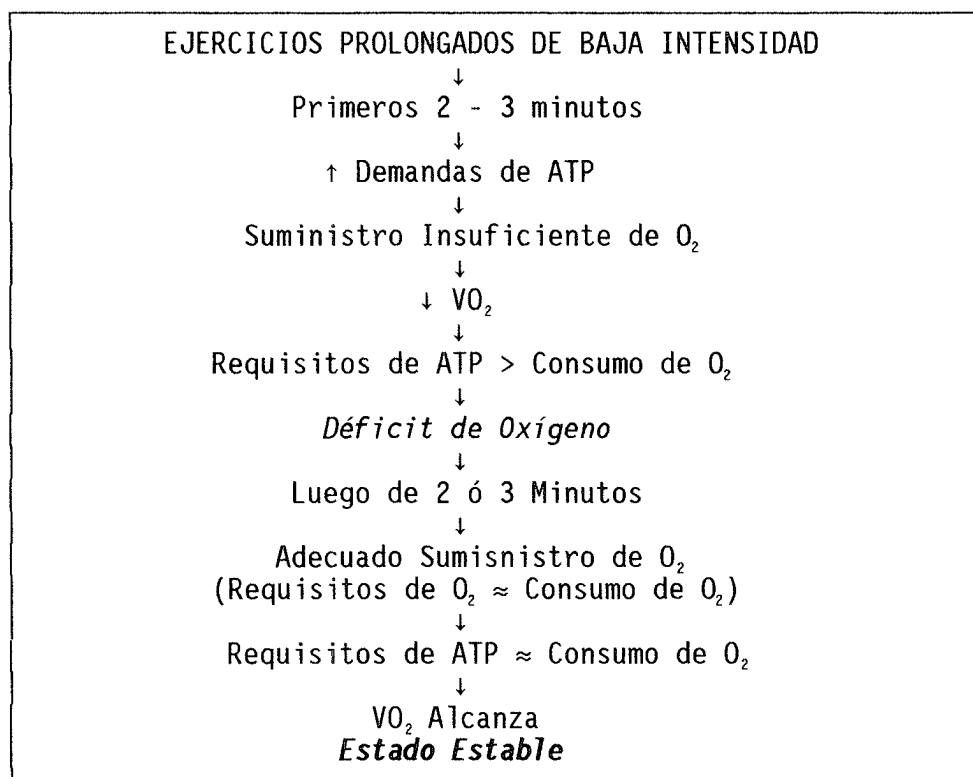 EJERCICIOS PROLONGADOS DE BAJA INTENSIDAD
↓
Primeros 2 - 3 minutos
↓
↑ Demandas de ATP
↓
Suministro Insuficiente de O₂
↓
↓ VO₂
↓
Requisitos de ATP > Consumo de O₂
↓
Déficit de Oxígeno
↓
Luego de 2 ó 3 Minutos
↓
Adecuado Sumisnistro de O₂
(Requisitos de O₂ ≈ Consumo de O₂)
↓
Requisitos de ATP ≈ Consumo de O₂
↓
VO₂ Alcanza
Estado Estable